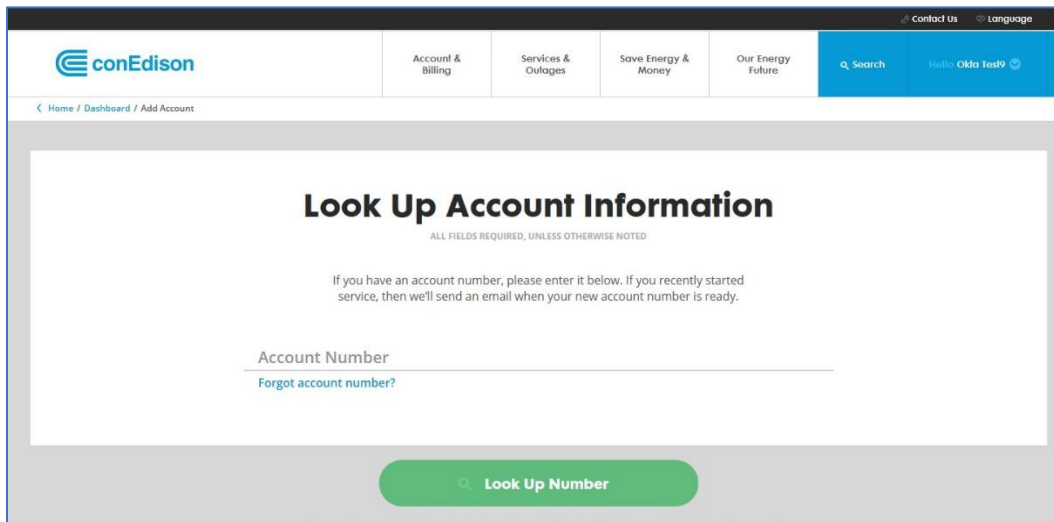 Contact Us Language
conEdison
Account & Billing
Services & Outages
Save Energy & Money
Our Energy Future
Search
Hello Okta Test9
Home / Dashboard / Add Account
Look Up Account Information
ALL FIELDS REQUIRED, UNLESS OTHERWISE NOTED
If you have an account number, please enter it below. If you recently started
service, then we'll send an email when your new account number is ready.
Account Number
Forgot account number?
Look Up Number